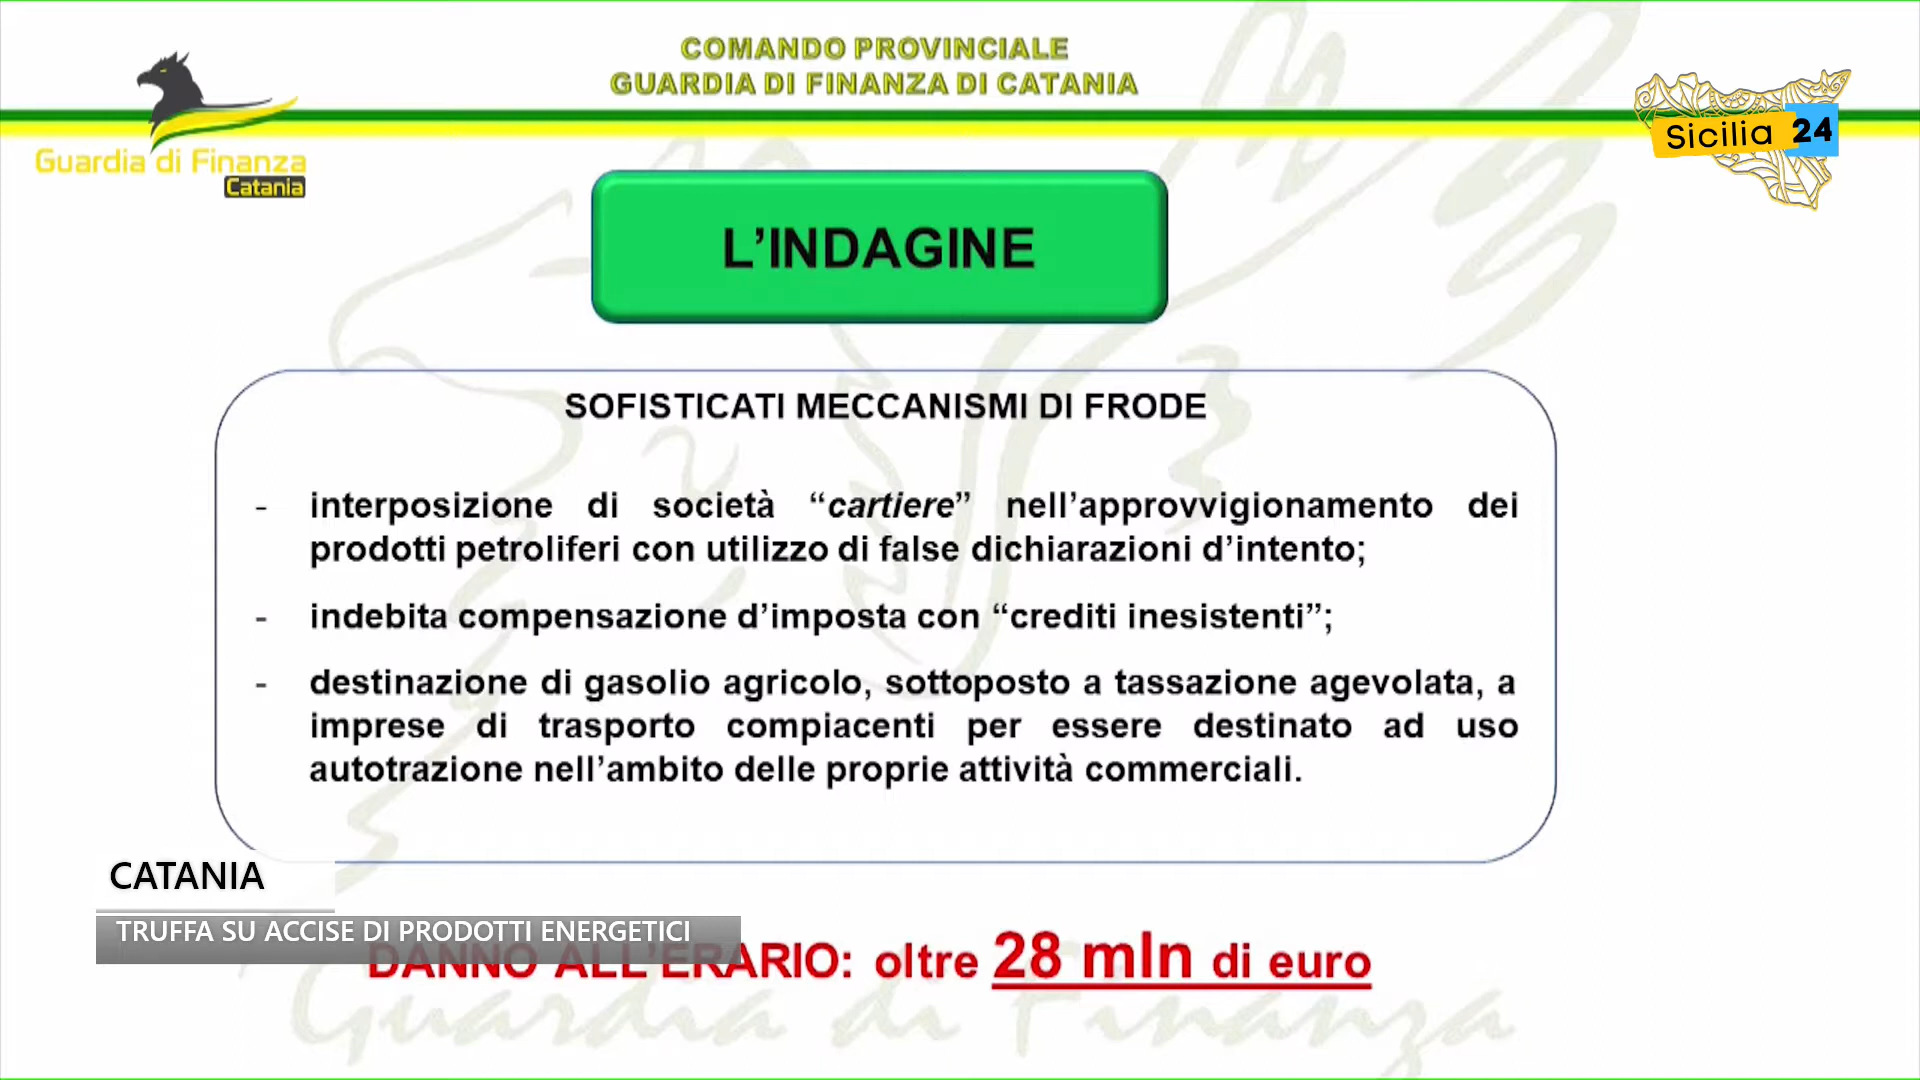 COMANDO PROVINCIALE
GUARDIA DI FINANZA DI CATANIA
Guardia di Finanza
Catania
Sicilia 24
L’INDAGINE
SOFISTICATI MECCANISMI DI FRODE
- interposizione di società “cartiere” nell’approvvigionamento dei
prodotti petroliferi con utilizzo di false dichiarazioni d’intento;
- indebita compensazione d’imposta con “crediti inesistenti”;
- destinazione di gasolio agricolo, sottoposto a tassazione agevolata, a
imprese di trasporto compiacenti per essere destinato ad uso
autotrazione nell’ambito delle proprie attività commerciali.
CATANIA
TRUFFA SU ACCISE DI PRODOTTI ENERGETICI
DANNO ALL’ERARIO: oltre 28 mln di euro
Guardia di Finanza